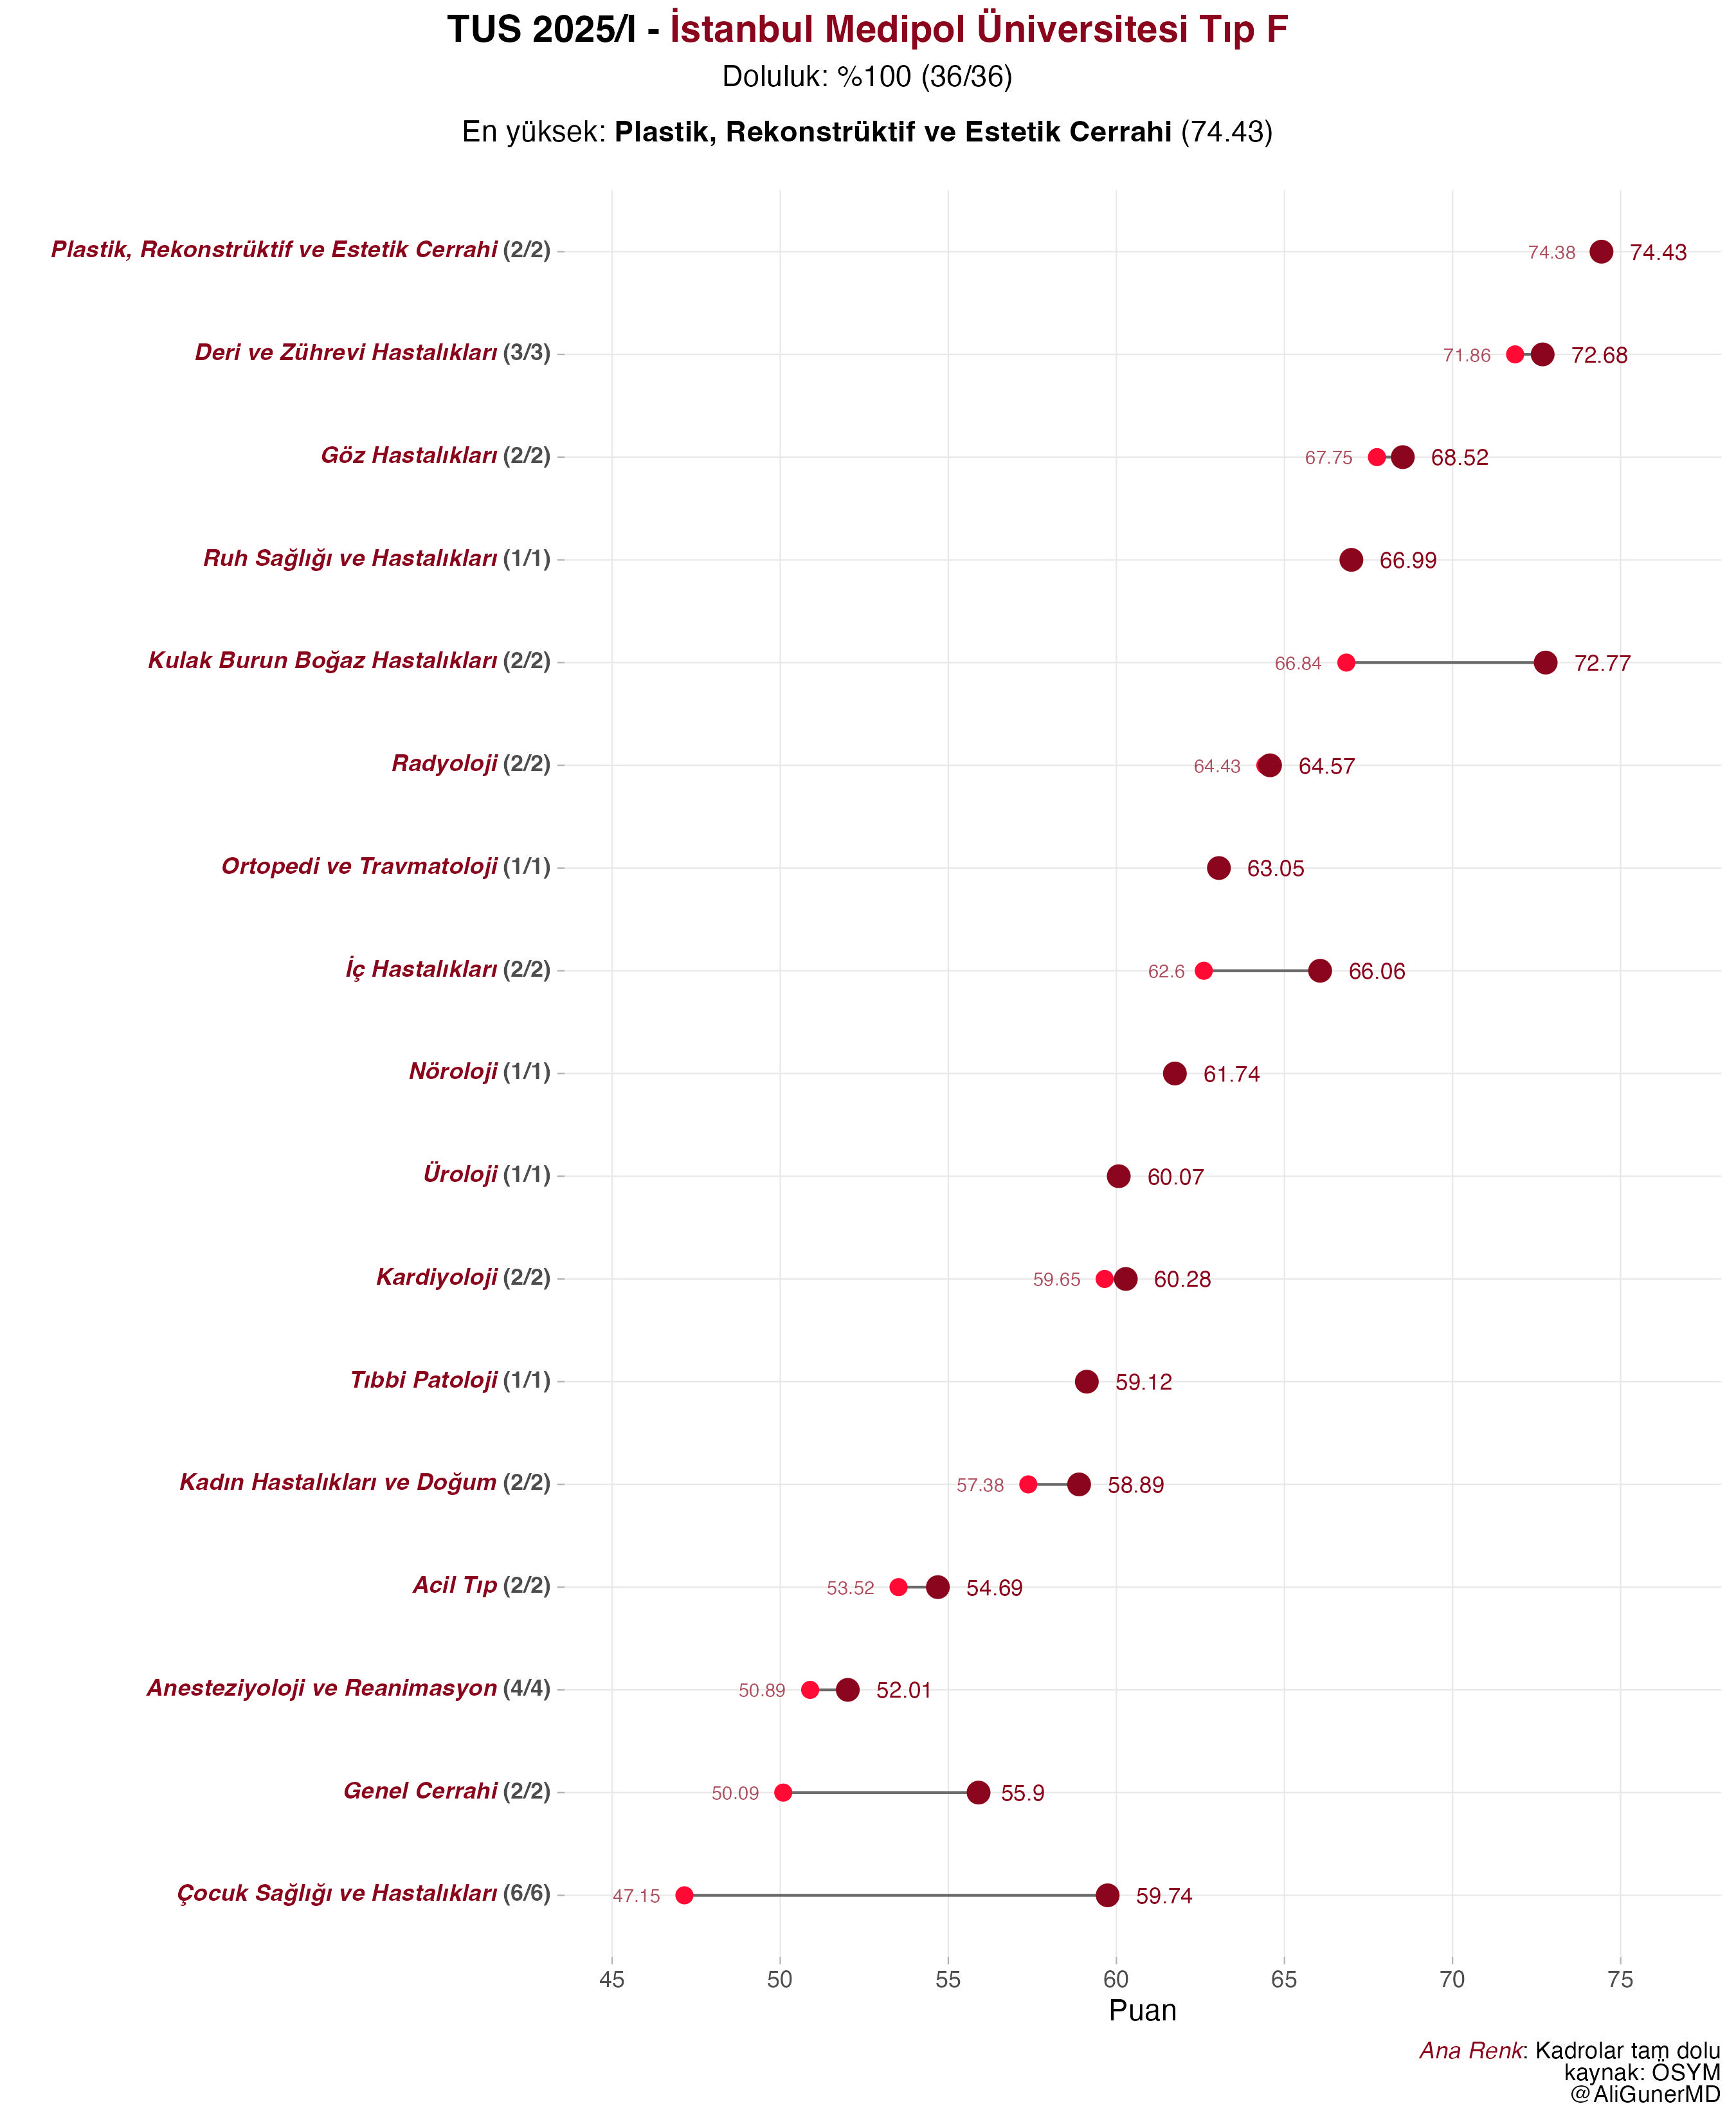 TUS 2025/I - İstanbul Medipol Üniversitesi Tıp F
Doluluk: %100 (36/36)
En yüksek: Plastik, Rekonstrüktif ve Estetik Cerrahi (74.43)
Plastik, Rekonstrüktif ve Estetik Cerrahi (2/2) 74.38 74.43
Deri ve Zührevi Hastalıkları (3/3) 71.86 72.68
Göz Hastalıkları (2/2) 67.75 68.52
Ruh Sağlığı ve Hastalıkları (1/1) 66.99
Kulak Burun Boğaz Hastalıkları (2/2) 66.84 72.77
Radyoloji (2/2) 64.43 64.57
Ortopedi ve Travmatoloji (1/1) 63.05
İç Hastalıkları (2/2) 62.6 66.06
Nöroloji (1/1) 61.74
Üroloji (1/1) 60.07
Kardiyoloji (2/2) 59.65 60.28
Tıbbi Patoloji (1/1) 59.12
Kadın Hastalıkları ve Doğum (2/2) 57.38 58.89
Acil Tıp (2/2) 53.52 54.69
Anesteziyoloji ve Reanimasyon (4/4) 50.89 52.01
Genel Cerrahi (2/2) 50.09 55.9
Çocuk Sağlığı ve Hastalıkları (6/6) 47.15 59.74
45 50 55 60 65 70 75
Puan
Ana Renk: Kadrolar tam dolu
kaynak: ÖSYM
@AliGunerMD